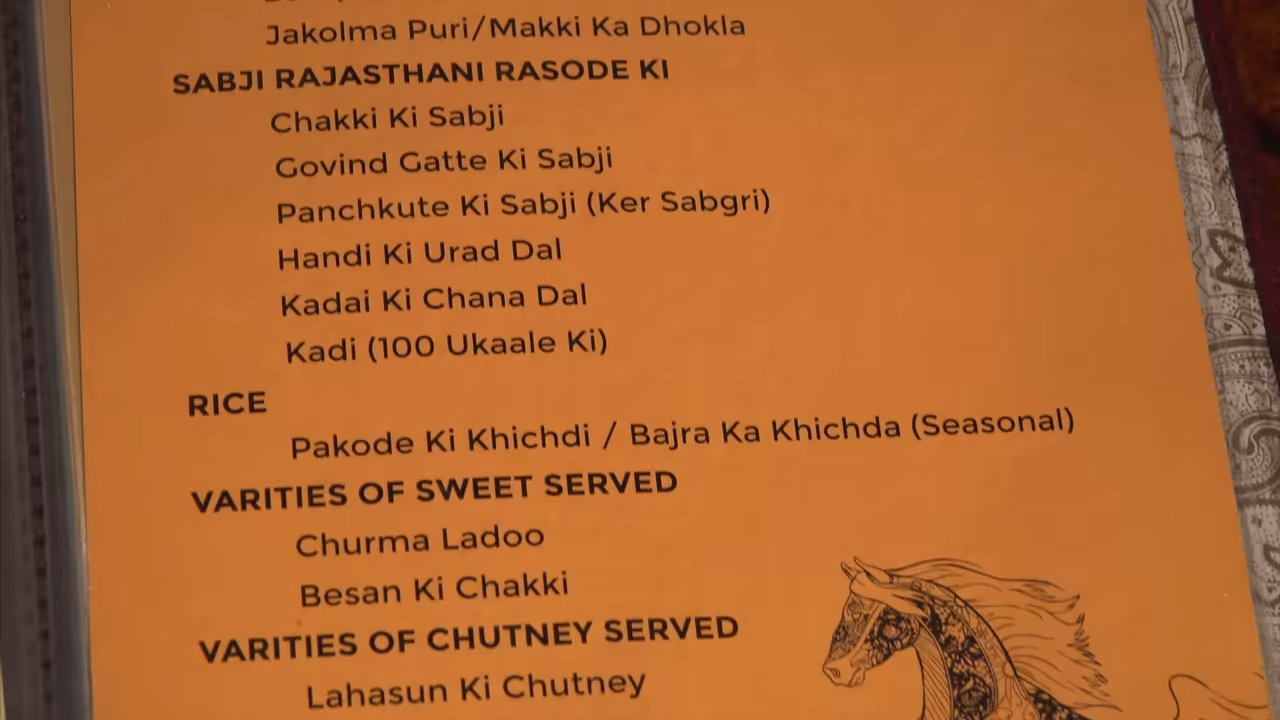 Jakolma Puri/Makki Ka Dhokla
SABJI RAJASTHANI RASODE KI
Chakki Ki Sabji
Govind Gatte Ki Sabji
Panchkute Ki Sabji (Ker Sabgri)
Handi Ki Urad Dal
Kadai Ki Chana Dal
Kadi (100 Ukaale Ki)
RICE
Pakode Ki Khichdi / Bajra Ka Khichda (Seasonal)
VARITIES OF SWEET SERVED
Churma Ladoo
Besan Ki Chakki
VARITIES OF CHUTNEY SERVED
Lahasun Ki Chutney